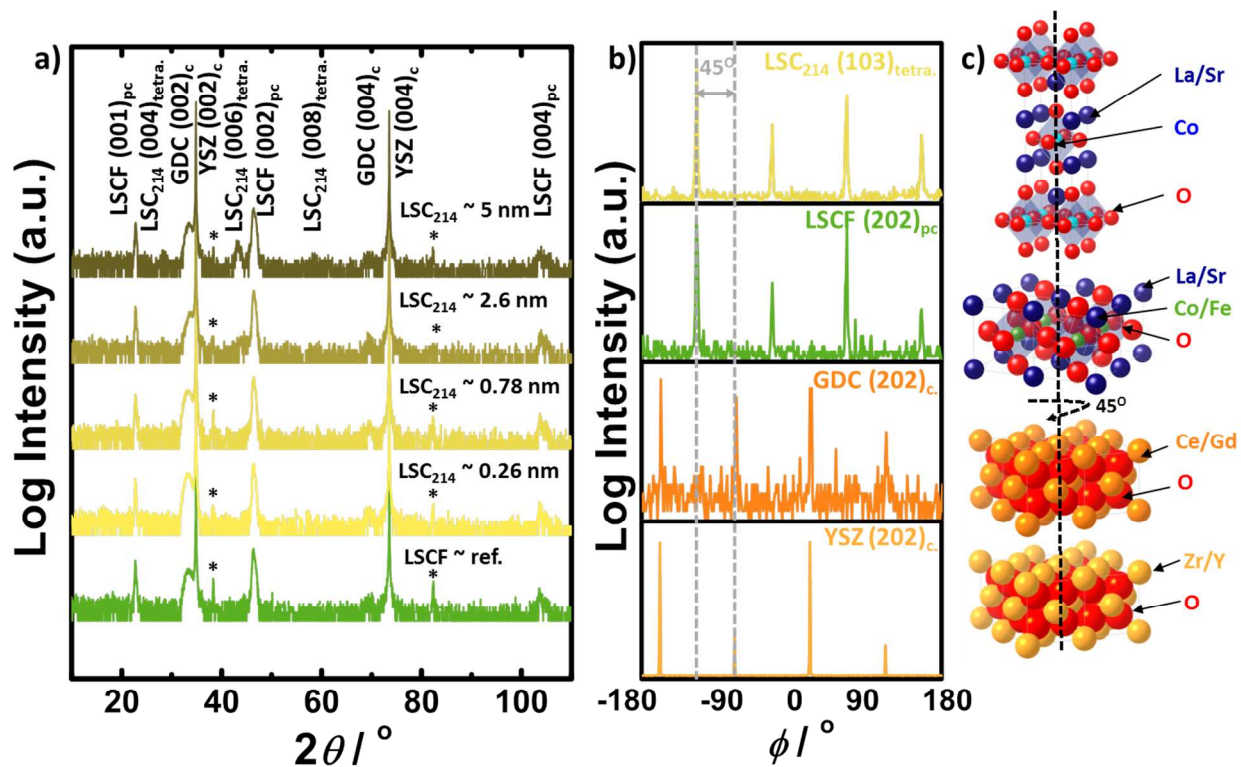 a)
Log Intensity (a.u.)
LSCF (001)pc
LSC214 (004)tetra.
GDC (002)c
YSZ (002)c
LSC214 (006)tetra.
LSCF (002)pc
LSC214 (008)tetra.
GDC (004)c
YSZ (004)c
LSCF (004)pc
LSC214 ~ 5 nm
* *
LSC214 ~ 2.6 nm
* *
LSC214 ~ 0.78 nm
* *
LSC214 ~ 0.26 nm
* *
LSCF ~ ref.
* *
20 40 60 80 100
2θ / °
b)
Log Intensity (a.u.)
45O
LSC214 (103)tetra.
LSCF (202)pc
GDC (202)c.
YSZ (202)c.
-170 -90 0 90 180
ϕ / °
c)
La/Sr
Co
O
La/Sr
Co/Fe
O
45O
Ce/Gd
O
Zr/Y
O